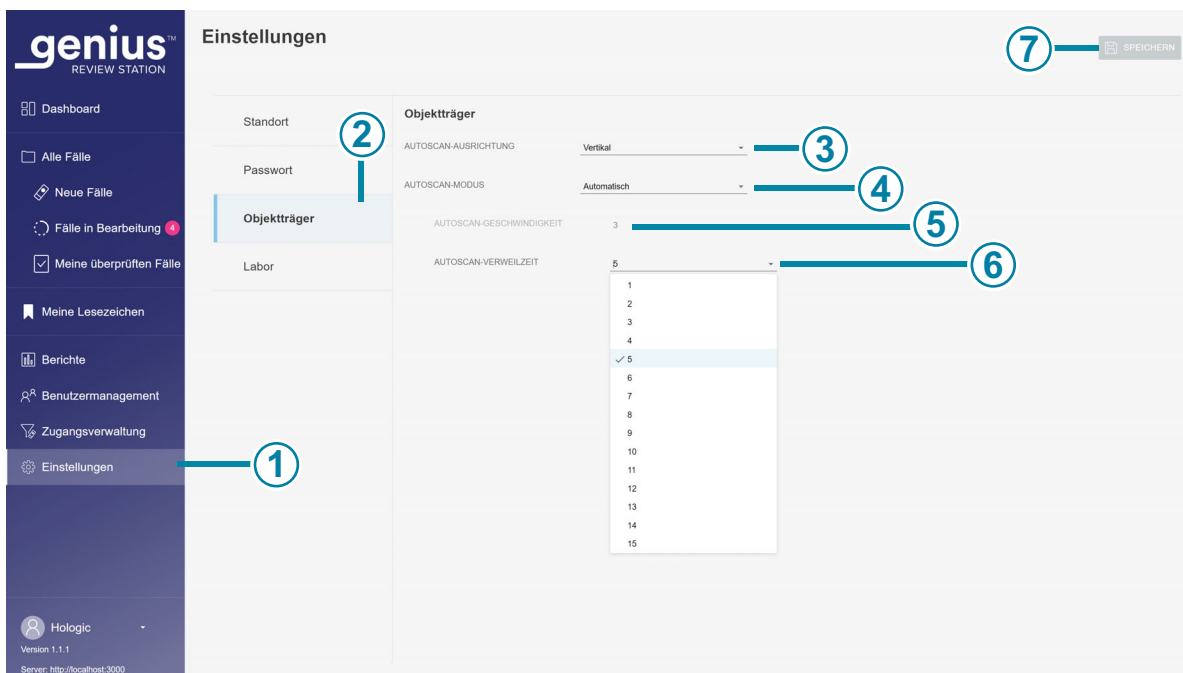 genius™
REVIEW STATION
Dashboard
Alle Fälle
Neue Fälle
Fälle in Bearbeitung 4
Meine überprüften Fälle
Meine Lesezeichen
Berichte
Benutzermanagement
Zugangsverwaltung
Einstellungen
Hologic
Version 1.1.1
Server: http://localhost:3000
Einstellungen
SPEICHERN
Standort
Passwort
Objektträger
Labor
Objektträger
AUTOSCAN-AUSRICHTUNG Vertikal
AUTOSCAN-MODUS Automatisch
AUTOSCAN-GESCHWINDIGKEIT 3
AUTOSCAN-VERWEILZEIT 5
1
2
3
4
5
6
7
8
9
10
11
12
13
14
15
1
2
3
4
5
6
7